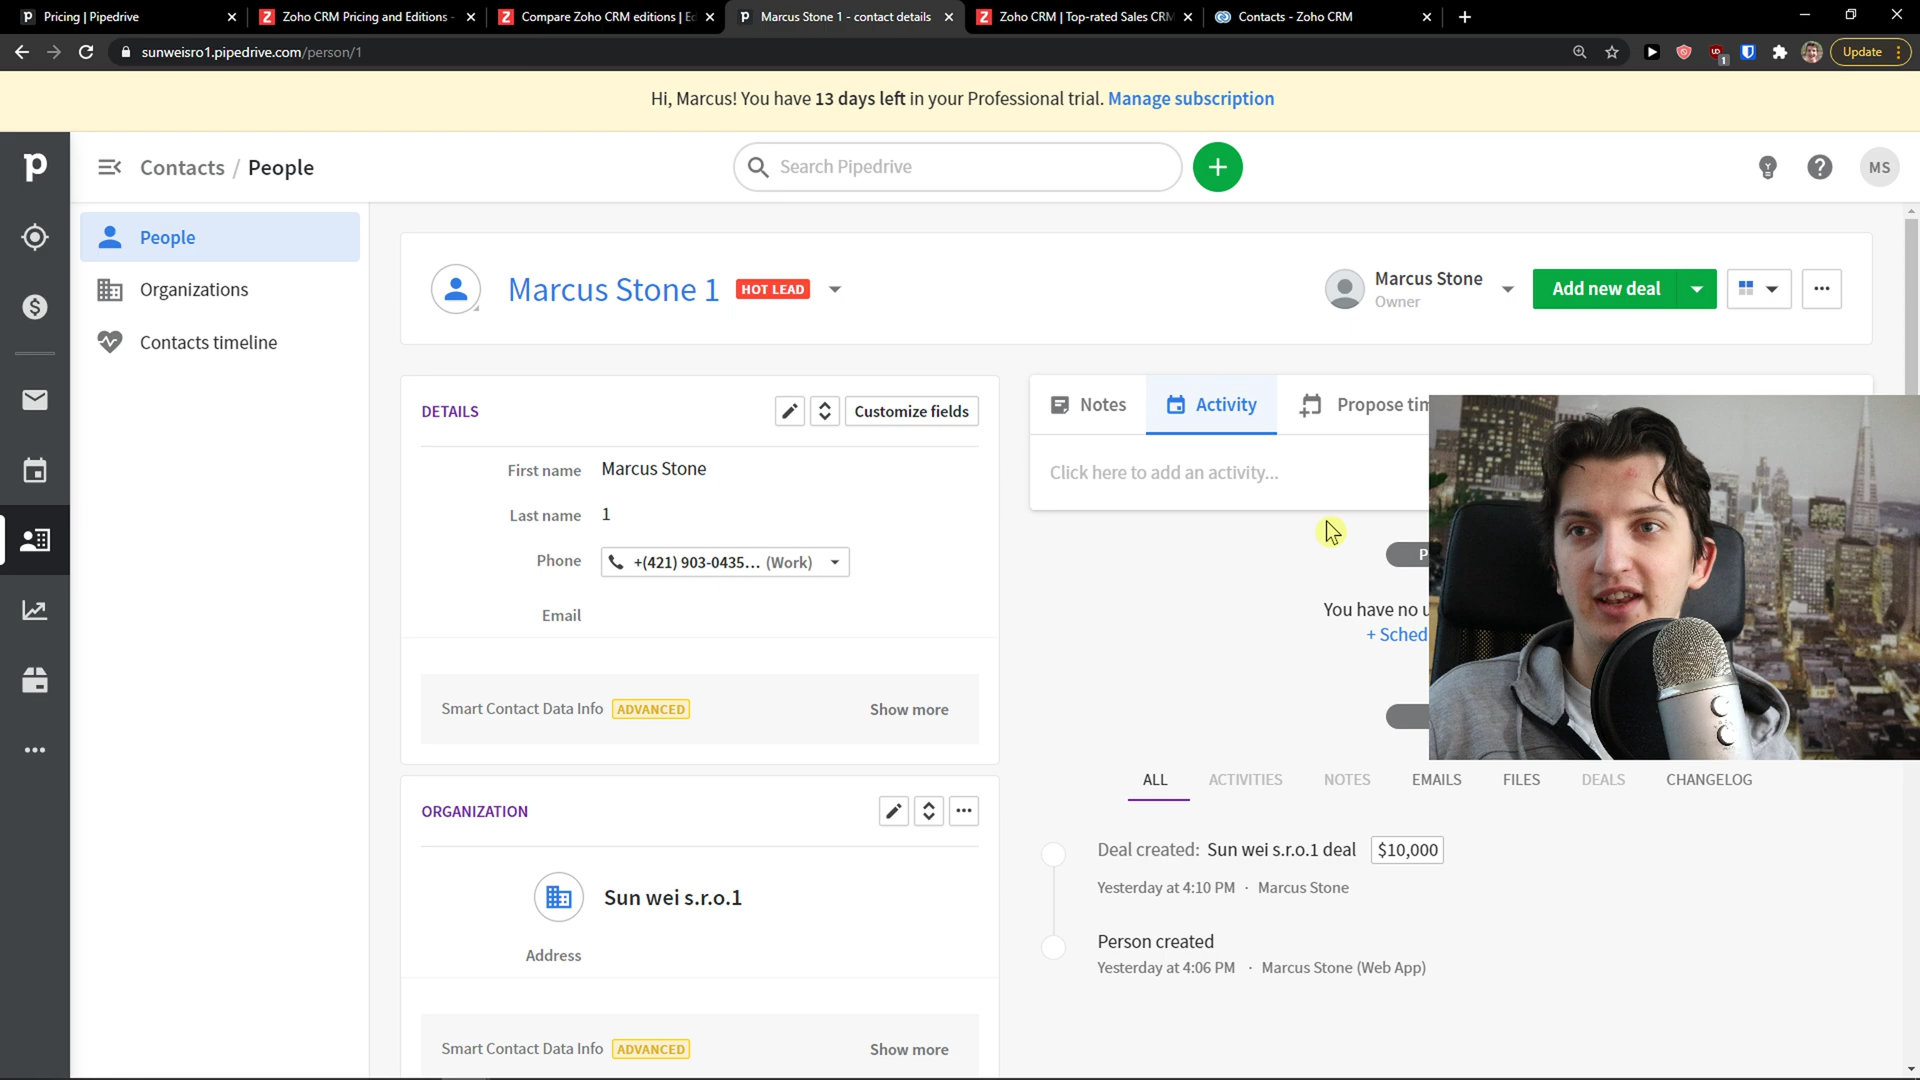 Pricing | Pipedrive
Zoho CRM Pricing and Editions -
Compare Zoho CRM editions |
Marcus Stone 1 - contact details
Zoho CRM | Top-rated Sales CRM
Contacts - Zoho CRM
sunweisro1.pipedrive.com/person/1
Update
Hi, Marcus! You have 13 days left in your Professional trial. Manage subscription
Contacts / People
Search Pipedrive
MS
People
Organizations
Contacts timeline
Marcus Stone 1
HOT LEAD
Marcus Stone
Owner
Add new deal
DETAILS
Customize fields
First name Marcus Stone
Last name 1
Phone +(421) 903-0435... (Work)
Email
Smart Contact Data Info ADVANCED Show more
ORGANIZATION
Sun wei s.r.o.1
Address
Smart Contact Data Info ADVANCED Show more
Notes
Activity
Propose
Click here to add an activity...
You have no
+ Sched
ALL ACTIVITIES NOTES EMAILS FILES DEALS CHANGELOG
Deal created: Sun wei s.r.o.1 deal $10,000
Yesterday at 4:10 PM · Marcus Stone
Person created
Yesterday at 4:06 PM · Marcus Stone (Web App)